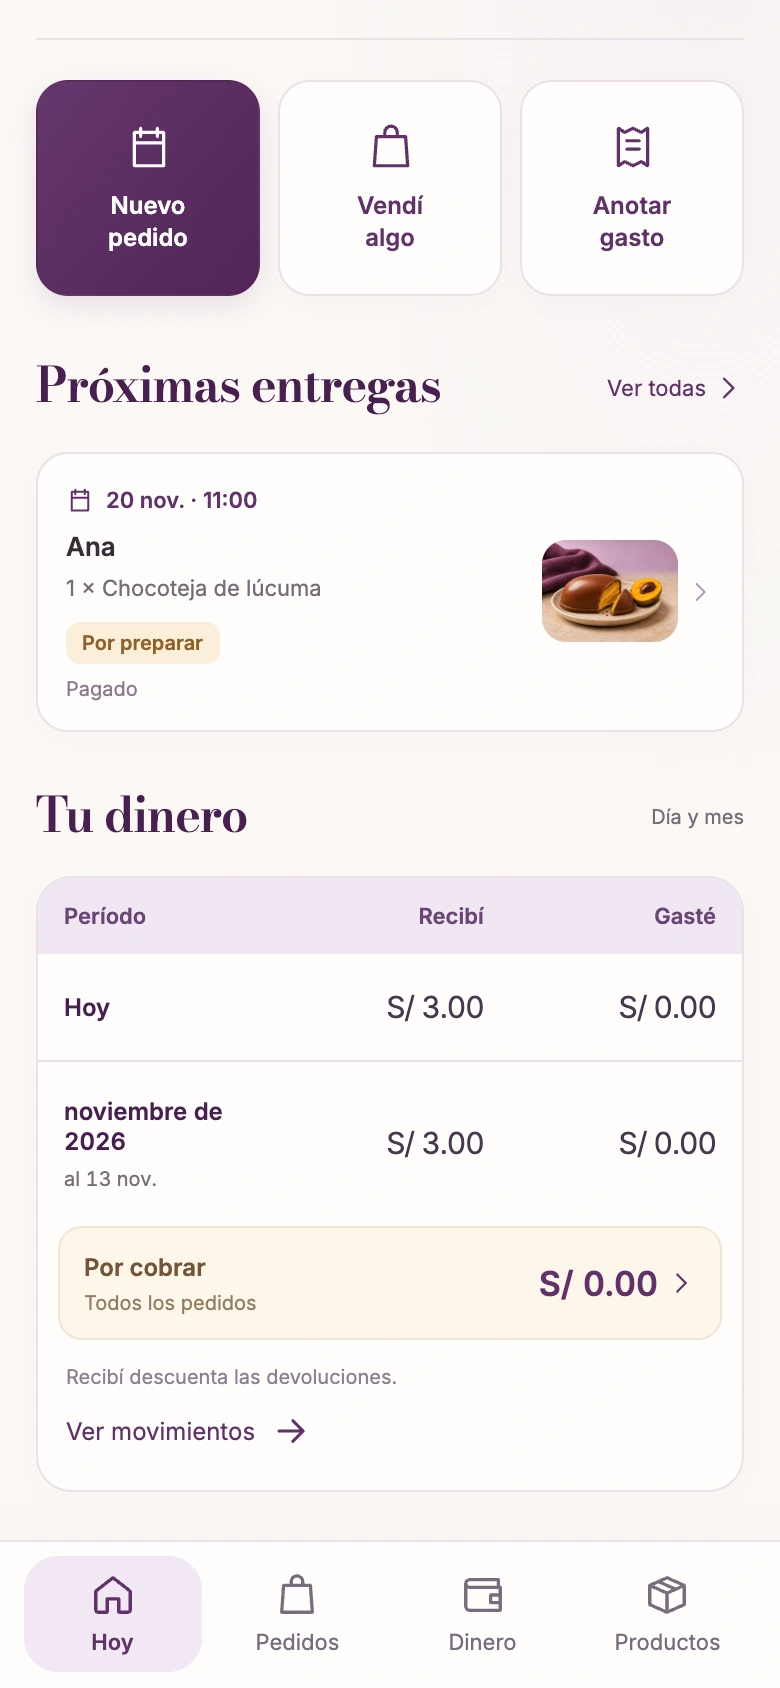 Nuevo
pedido
Vendí
algo
Anotar
gasto
Próximas entregas
Ver todas
20 nov. · 11:00
Ana
1 × Chocoteja de lúcuma
Por preparar
Pagado
Tu dinero
Día y mes
Período Recibí Gasté
Hoy S/ 3.00 S/ 0.00
noviembre de
2026 S/ 3.00 S/ 0.00
al 13 nov.
Por cobrar
Todos los pedidos
S/ 0.00
Recibí descuenta las devoluciones.
Ver movimientos
Hoy Pedidos Dinero Productos